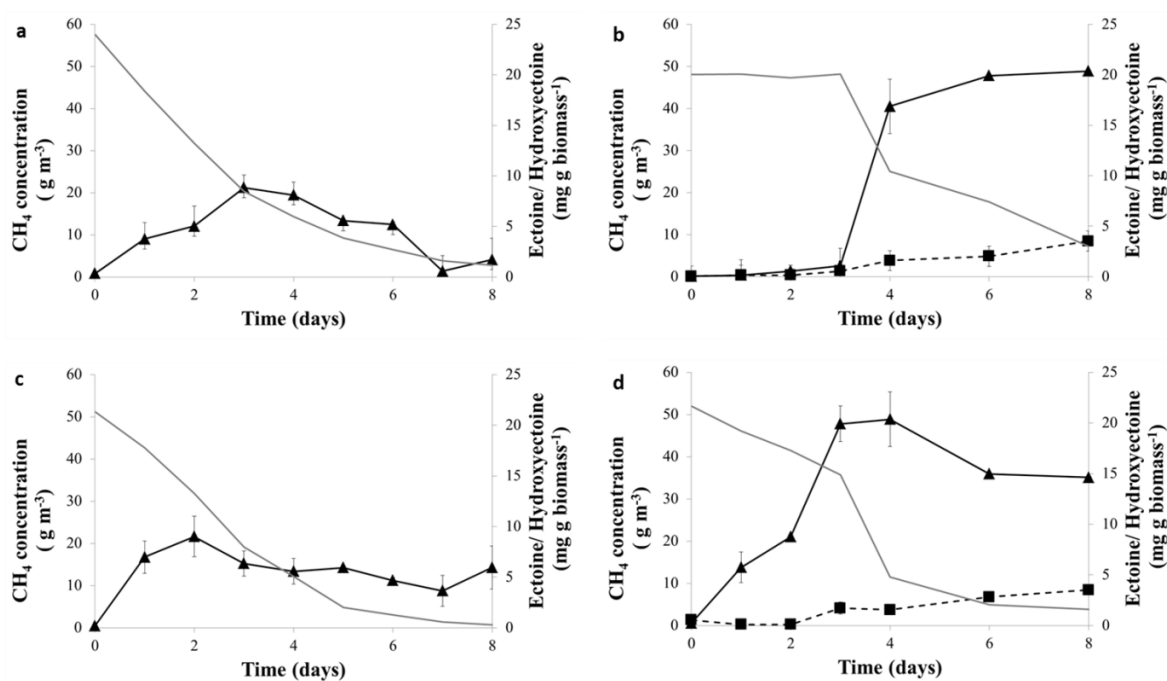 a
60
50
40
30
20
10
0
25
20
15
10
5
0
0 2 4 6 8
CH₄ concentration
( g m⁻³)
Ectoine/ Hydroxyectoine
(mg g biomass⁻¹)
Time (days)
b
60
50
40
30
20
10
0
25
20
15
10
5
0
0 2 4 6 8
CH₄ concentration
( g m⁻³)
Ectoine/ Hydroxyectoine
(mg g biomass⁻¹)
Time (days)
c
60
50
40
30
20
10
0
25
20
15
10
5
0
0 2 4 6 8
CH₄ concentration
( g m⁻³)
Ectoine/ Hydroxyectoine
(mg g biomass⁻¹)
Time (days)
d
60
50
40
30
20
10
0
25
20
15
10
5
0
0 2 4 6 8
CH₄ concentration
( g m⁻³)
Ectoine/ Hydroxyectoine
(mg g biomass⁻¹)
Time (days)